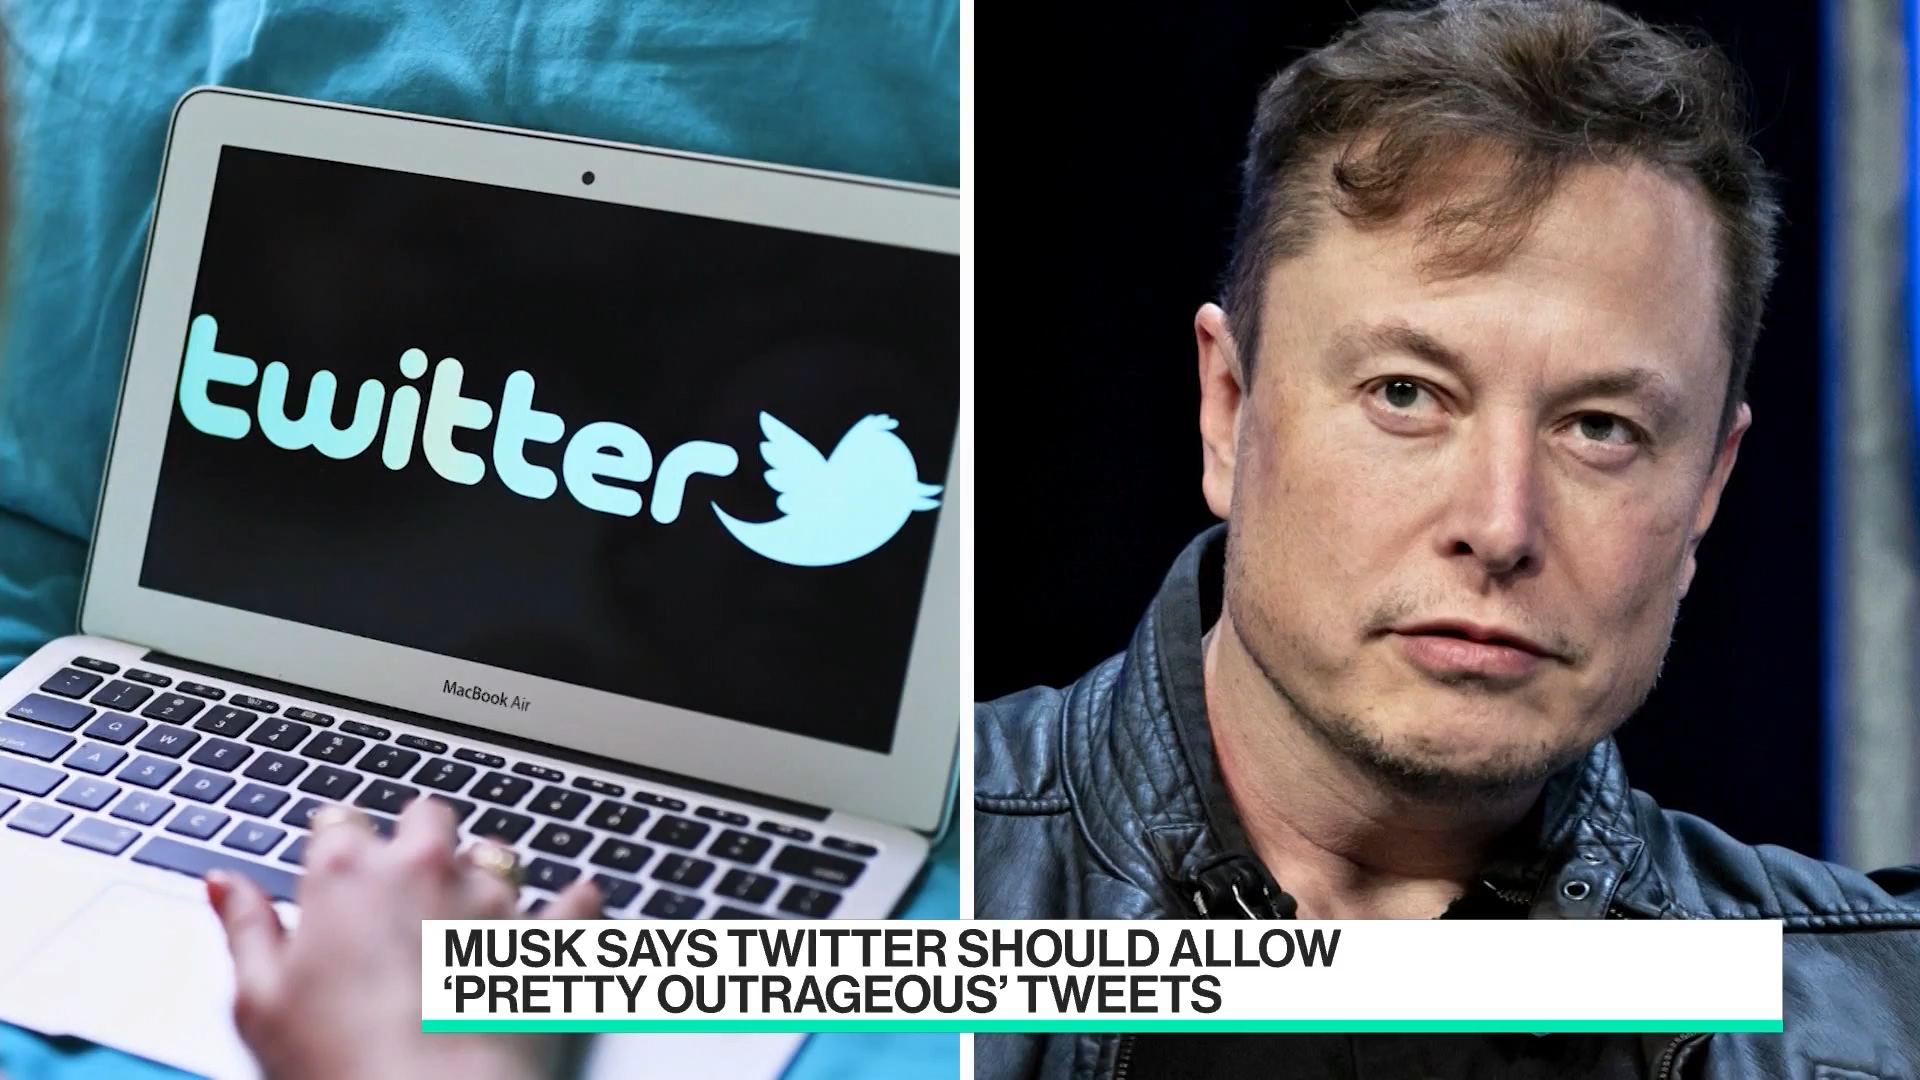 twitter
MacBook Air
MUSK SAYS TWITTER SHOULD ALLOW
‘PRETTY OUTRAGEOUS’ TWEETS